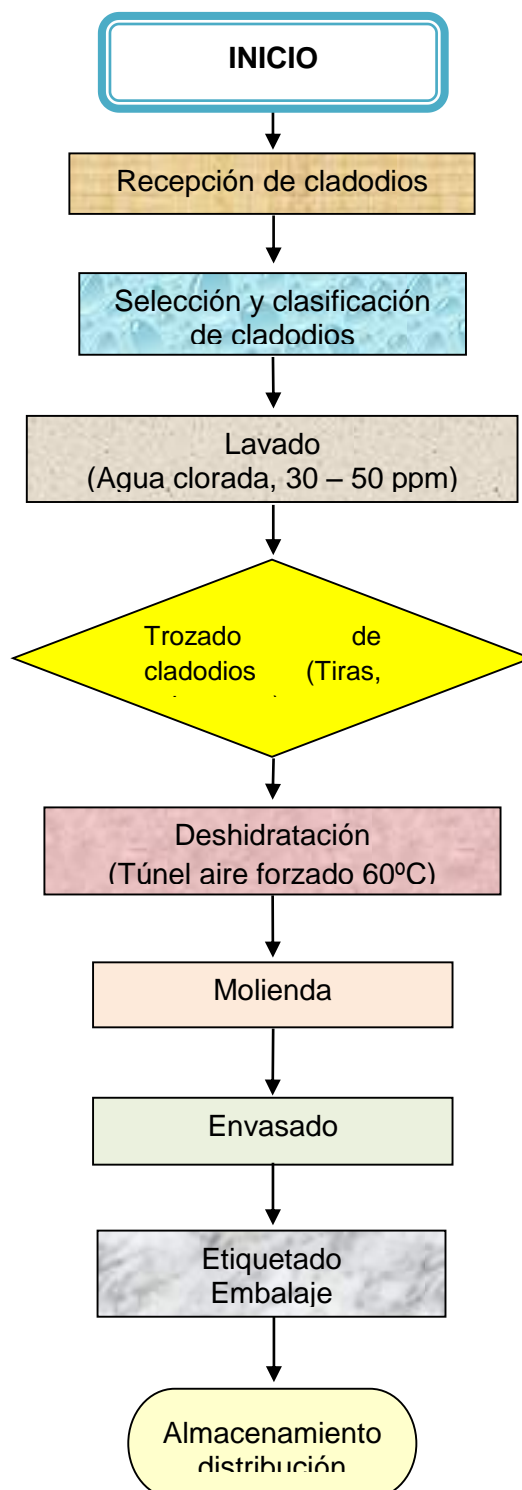 INICIO
Recepción de cladodios
Selección y clasificación
de cladodios
Lavado
(Agua clorada, 30 – 50 ppm)
Trozado de
cladodios (Tiras,
Deshidratación
(Túnel aire forzado 60ºC)
Molienda
Envasado
Etiquetado
Embalaje
Almacenamiento
distribución